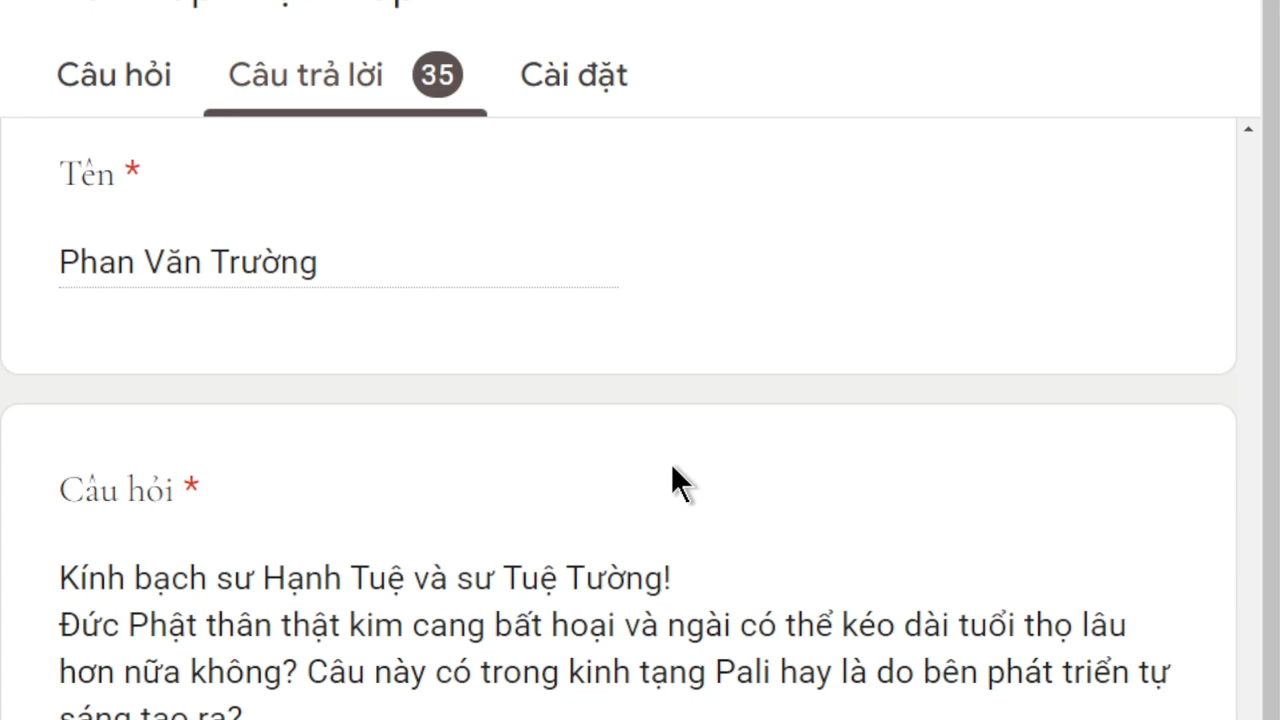 Câu hỏi Câu trả lời 35 Cài đặt
Tên *
Phan Văn Trường
Câu hỏi *
Kính bạch sư Hạnh Tuệ và sư Tuệ Tường!
Đức Phật thân thật kim cang bất hoại và ngài có thể kéo dài tuổi thọ lâu
hơn nữa không? Câu này có trong kinh tạng Pali hay là do bên phát triển tự
sáng tạo ra?